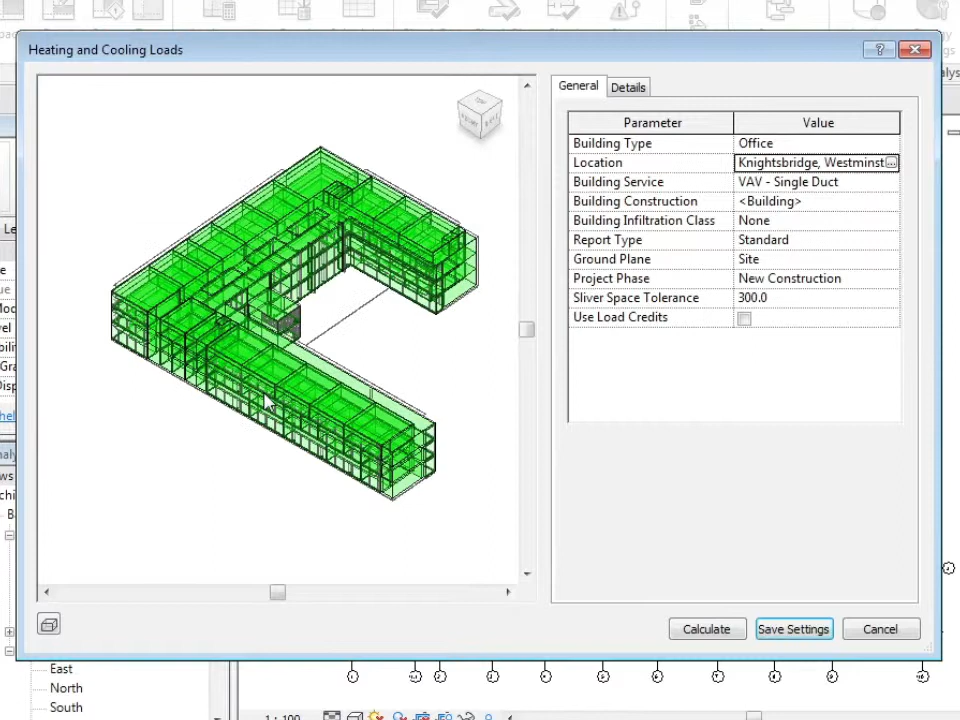 Heating and Cooling Loads
General
Details
Parameter Value
Building Type Office
Location Knightsbridge, Westminst
Building Service VAV - Single Duct
Building Construction <Building>
Building Infiltration Class None
Report Type Standard
Ground Plane Site
Project Phase New Construction
Sliver Space Tolerance 300.0
Use Load Credits
Calculate
Save Settings
Cancel
East
North
South
1 : 100